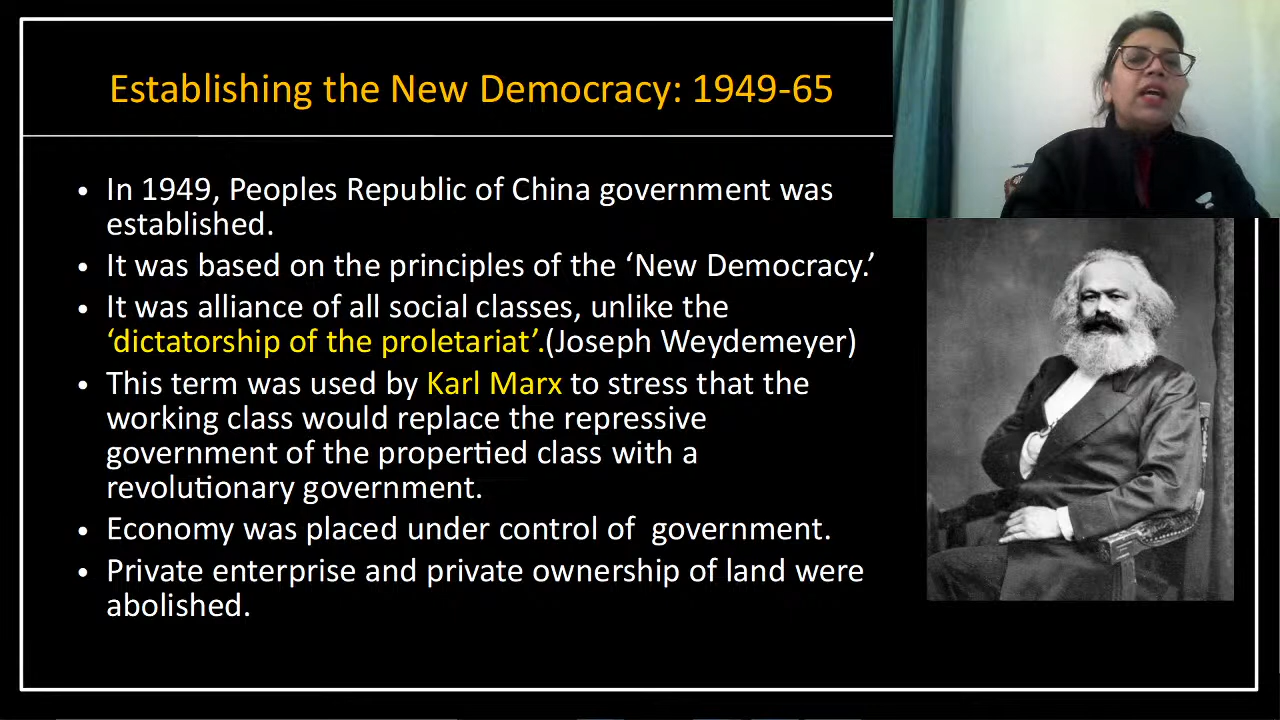 Establishing the New Democracy: 1949-65
• In 1949, Peoples Republic of China government was
established.
• It was based on the principles of the ‘New Democracy.’
• It was alliance of all social classes, unlike the
‘dictatorship of the proletariat’.(Joseph Weydemeyer)
• This term was used by Karl Marx to stress that the
working class would replace the repressive
government of the propertied class with a
revolutionary government.
• Economy was placed under control of  government.
• Private enterprise and private ownership of land were
abolished.